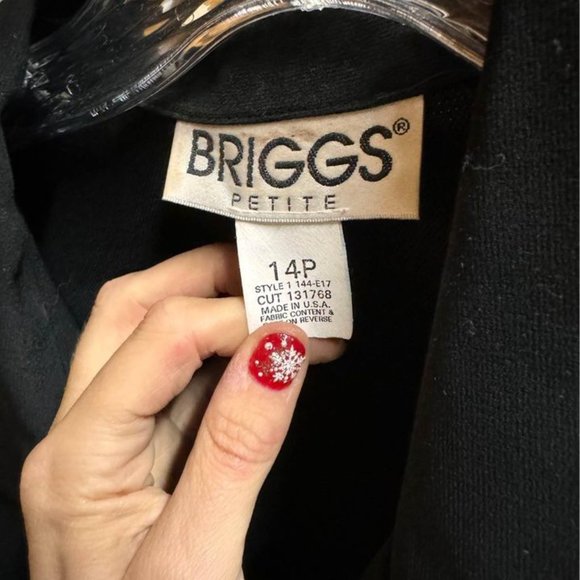 BRIGGS®
PETITE
14P
STYLE 1 144-E17
CUT 131768
MADE IN U.S.A.
FABRIC CONTENT &
ON REVERSE